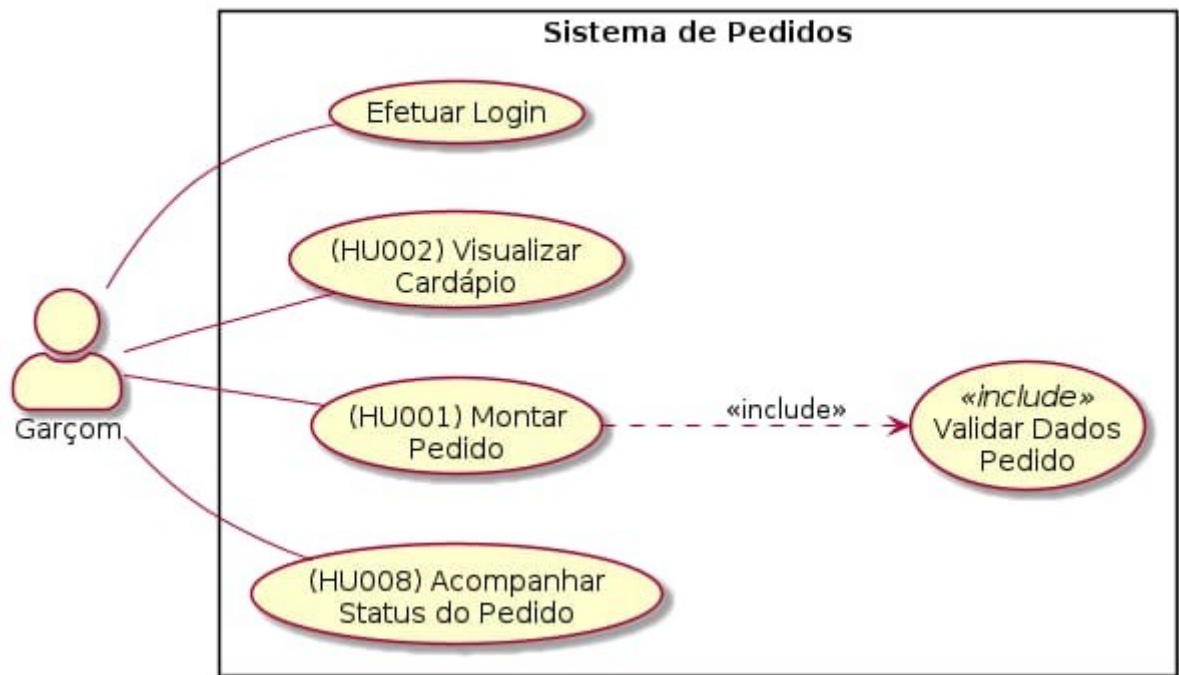 Sistema de Pedidos
Efetuar Login
(HU002) Visualizar
Cardápio
Garçom
(HU001) Montar
Pedido
«include»
«include»
Validar Dados
Pedido
(HU008) Acompanhar
Status do Pedido